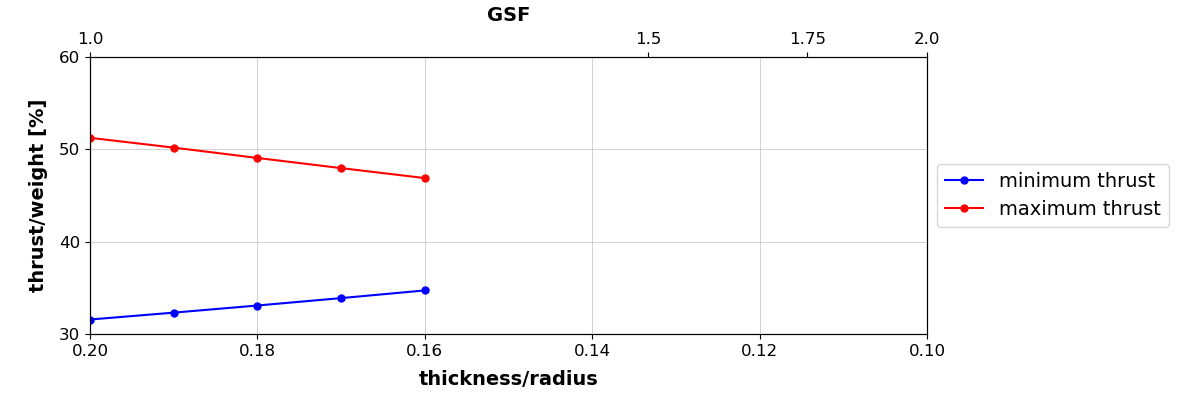 GSF
1.0 1.5 1.75 2.0
60
50
40
30
thrust/weight [%]
minimum thrust
maximum thrust
0.20 0.18 0.16 0.14 0.12 0.10
thickness/radius